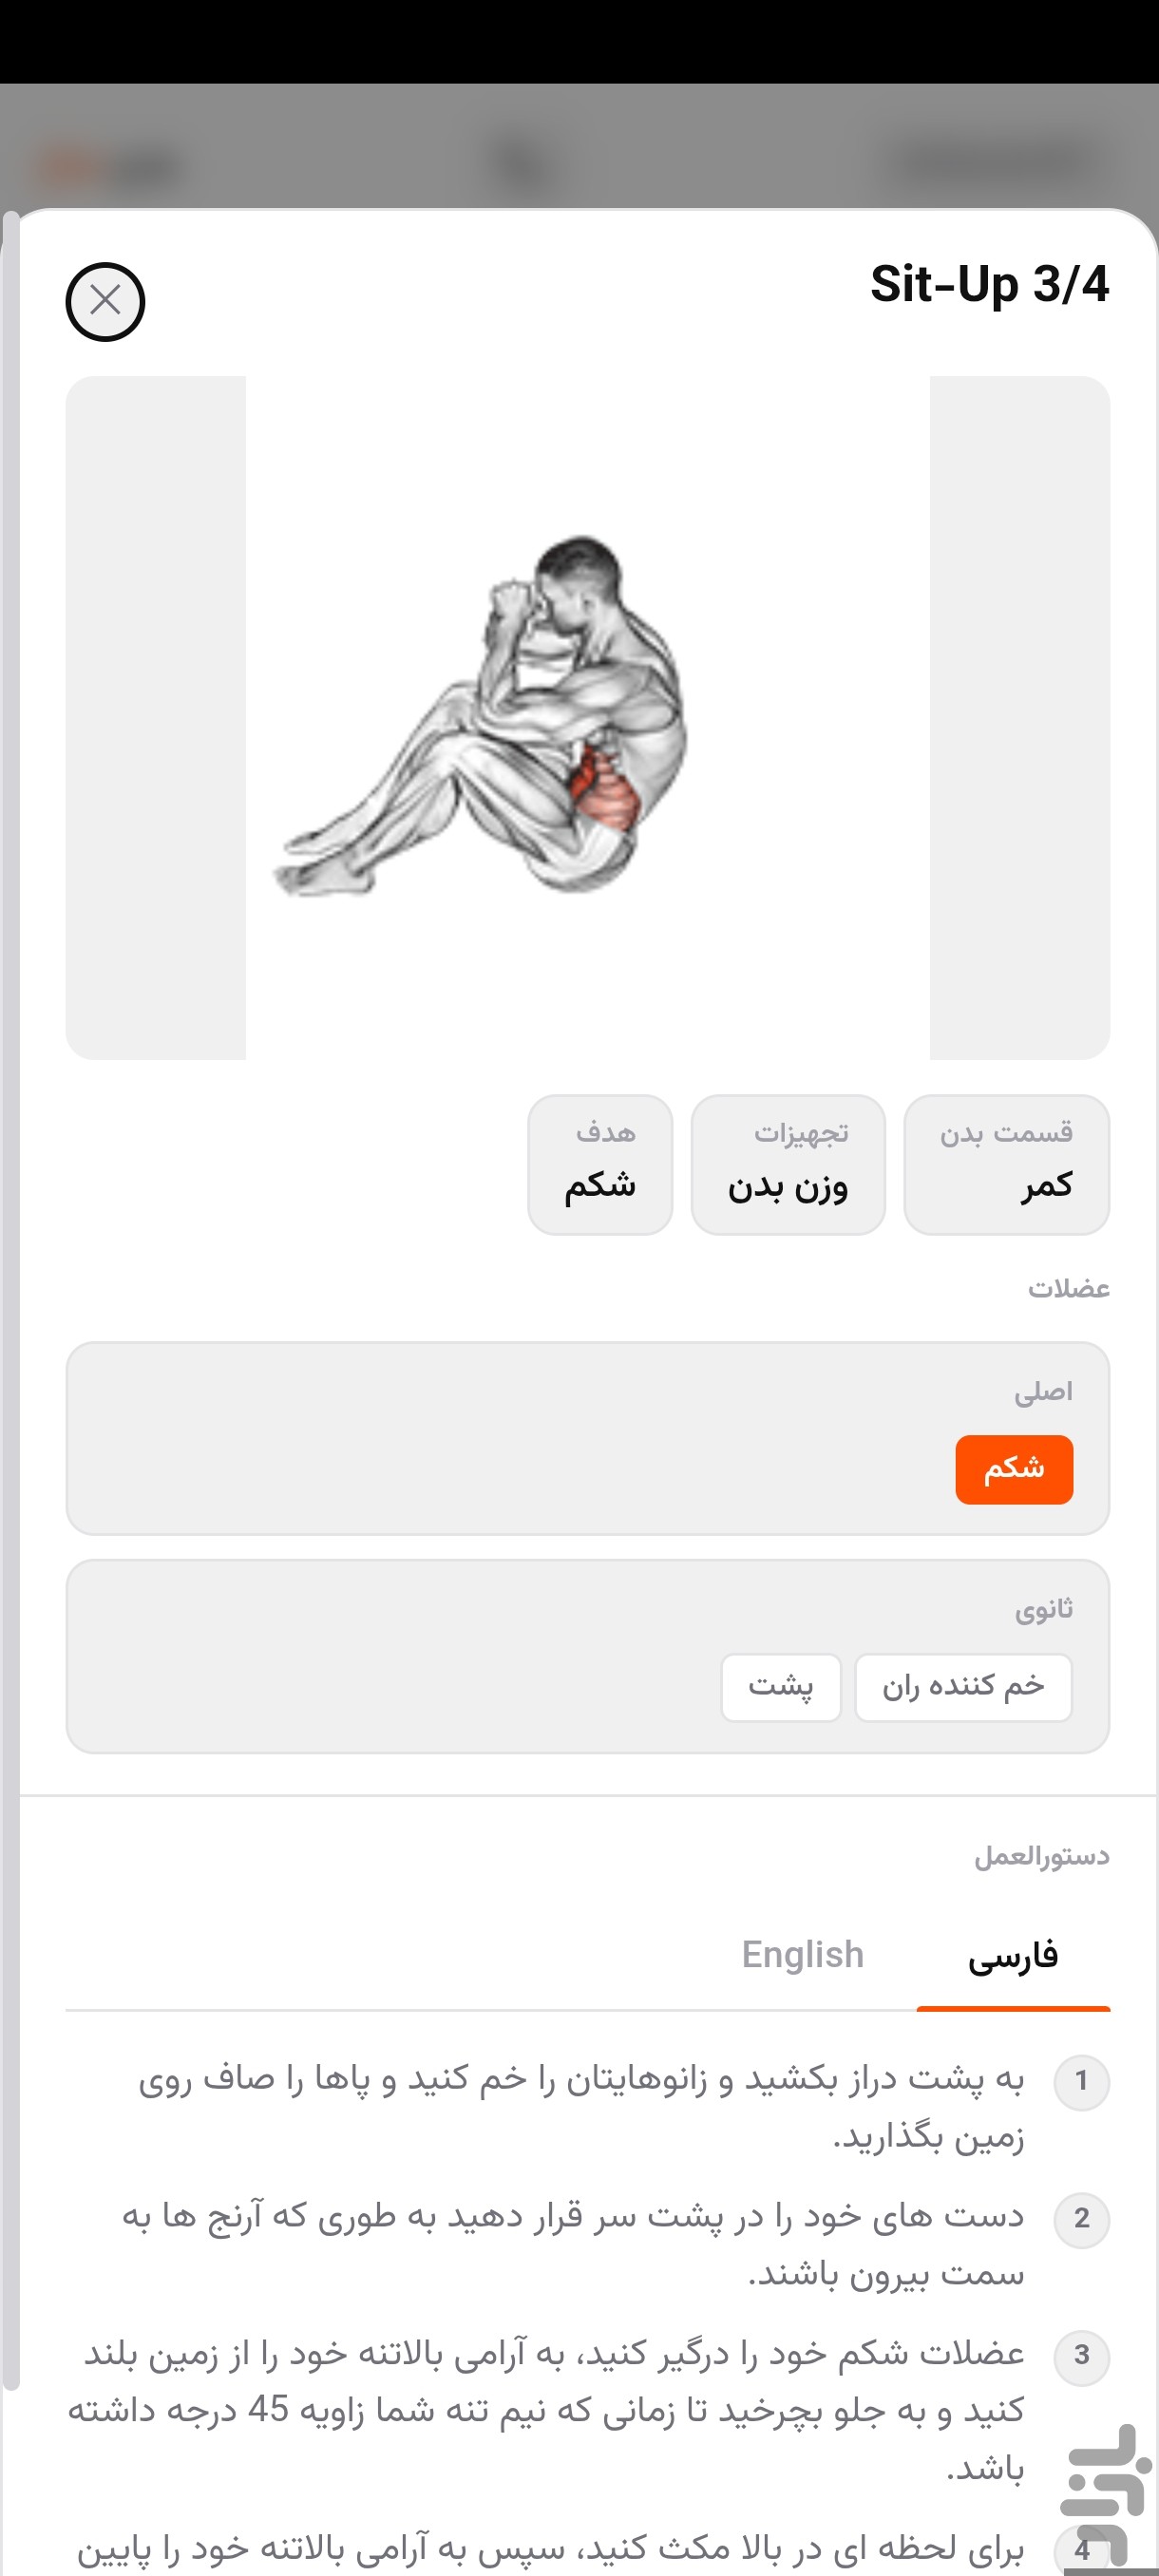 Sit-Up 3/4
قسمت بدن
کمر
تجهیزات
وزن بدن
هدف
شکم
عضلات
اصلی
شکم
ثانوی
خم کننده ران
پشت
دستورالعمل
فارسی
English
1
به پشت دراز بکشید و زانوهایتان را خم کنید و پاها را صاف روی
زمین بگذارید.
2
دست های خود را در پشت سر قرار دهید به طوری که آرنج ها به
سمت بیرون باشند.
3
عضلات شکم خود را درگیر کنید، به آرامی بالاتنه خود را از زمین بلند
کنید و به جلو بچرخید تا زمانی که نیم تنه شما زاویه 45 درجه داشته
باشد.
4
برای لحظه ای در بالا مکث کنید، سپس به آرامی بالاتنه خود را پایین